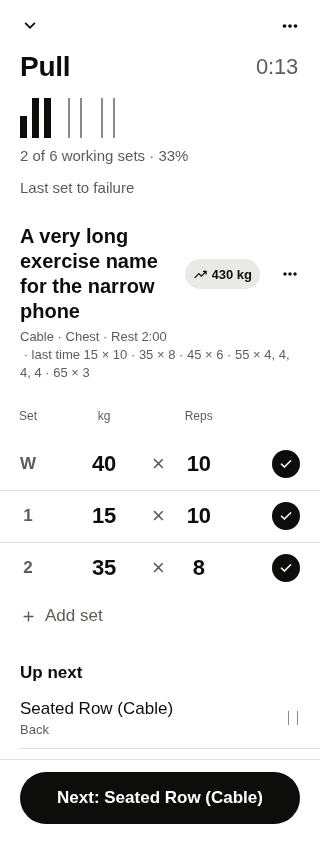 Pull
0:13
2 of 6 working sets · 33%
Last set to failure
A very long
exercise name
for the narrow
phone
430 kg
Cable · Chest · Rest 2:00
· last time 15 × 10 · 35 × 8 · 45 × 6 · 55 × 4, 4,
4, 4 · 65 × 3
Set kg Reps
W 40 × 10
1 15 × 10
2 35 × 8
+ Add set
Up next
Seated Row (Cable)
Back
Next: Seated Row (Cable)